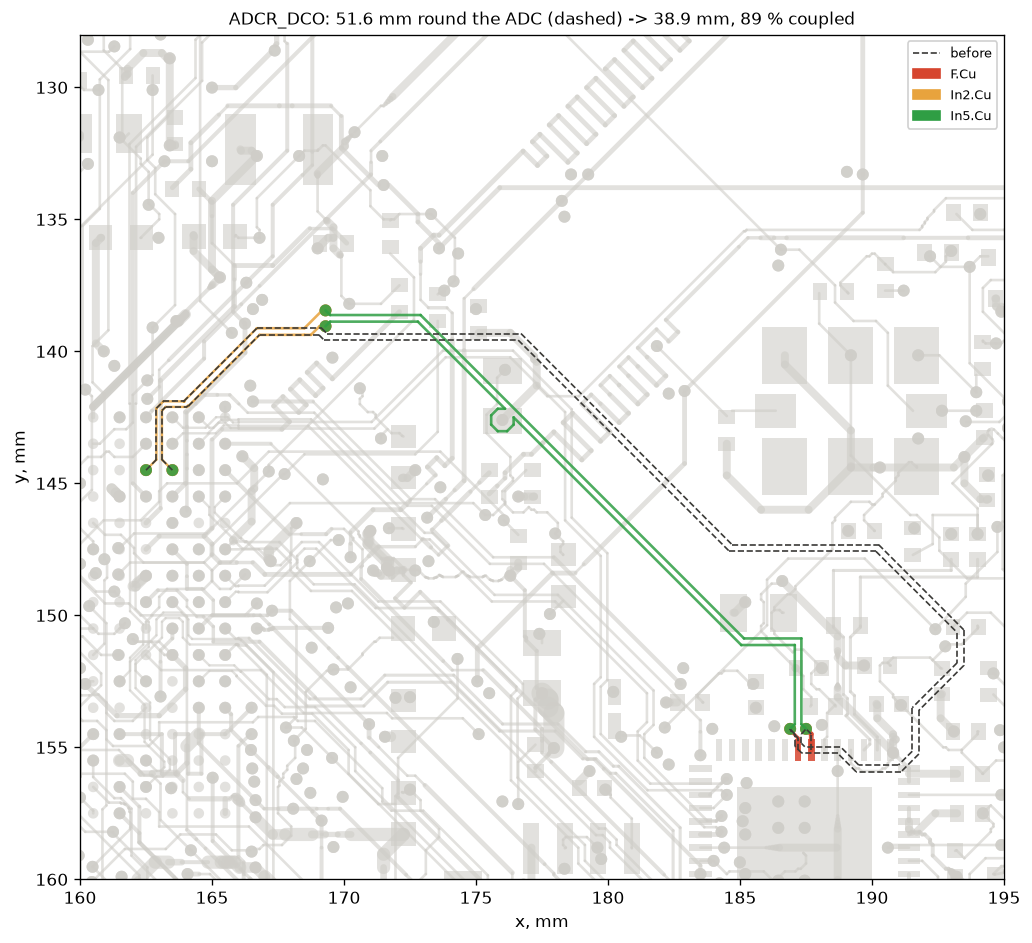 ADCR_DCO: 51.6 mm round the ADC (dashed) -> 38.9 mm, 89 % coupled
before
F.Cu
In2.Cu
In5.Cu
130
135
140
145
150
155
160
y, mm
160
165
170
175
180
185
190
195
x, mm